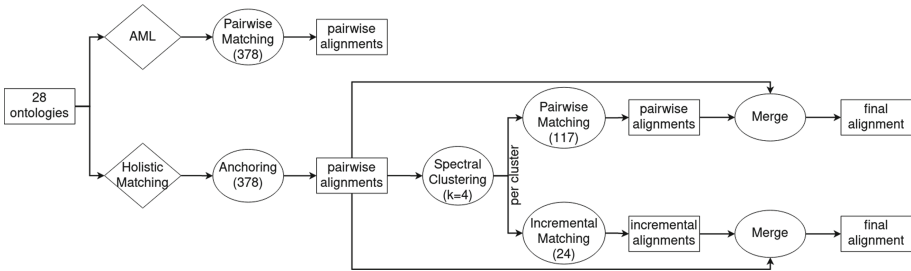 28
ontologies
AML
Pairwise
Matching
(378)
pairwise
alignments
Holistic
Matching
Anchoring
(378)
pairwise
alignments
Spectral
Clustering
(k=4)
per cluster
Pairwise
Matching
(117)
pairwise
alignments
Merge
final
alignment
Incremental
Matching
(24)
incremental
alignments
Merge
final
alignment